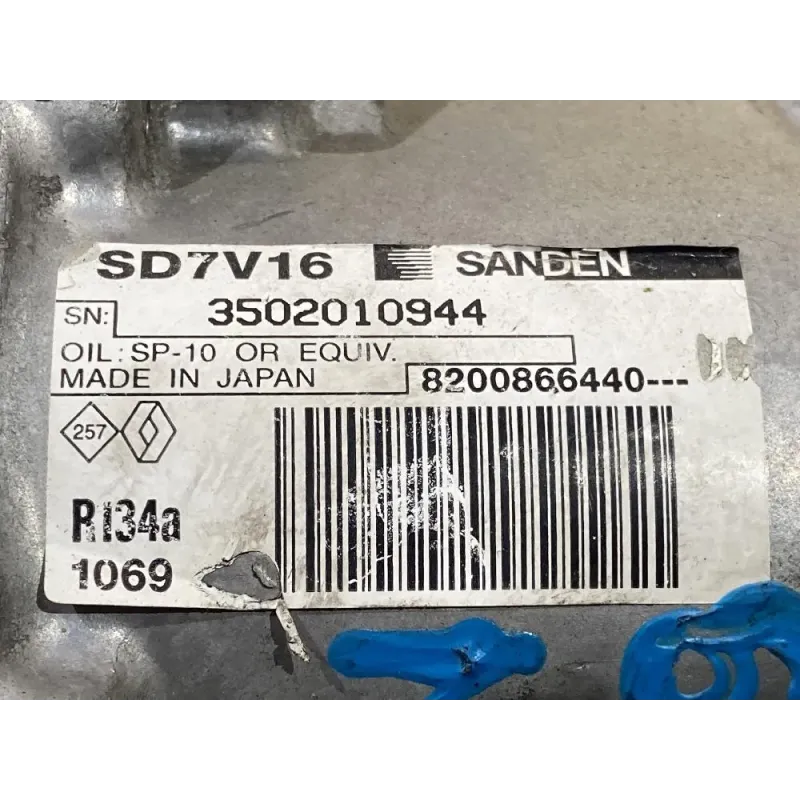 SD7V16 SANDEN
SN: 3502010944
OIL: SP-10 OR EQUIV.
MADE IN JAPAN 8200866440---
257
R134a
1069